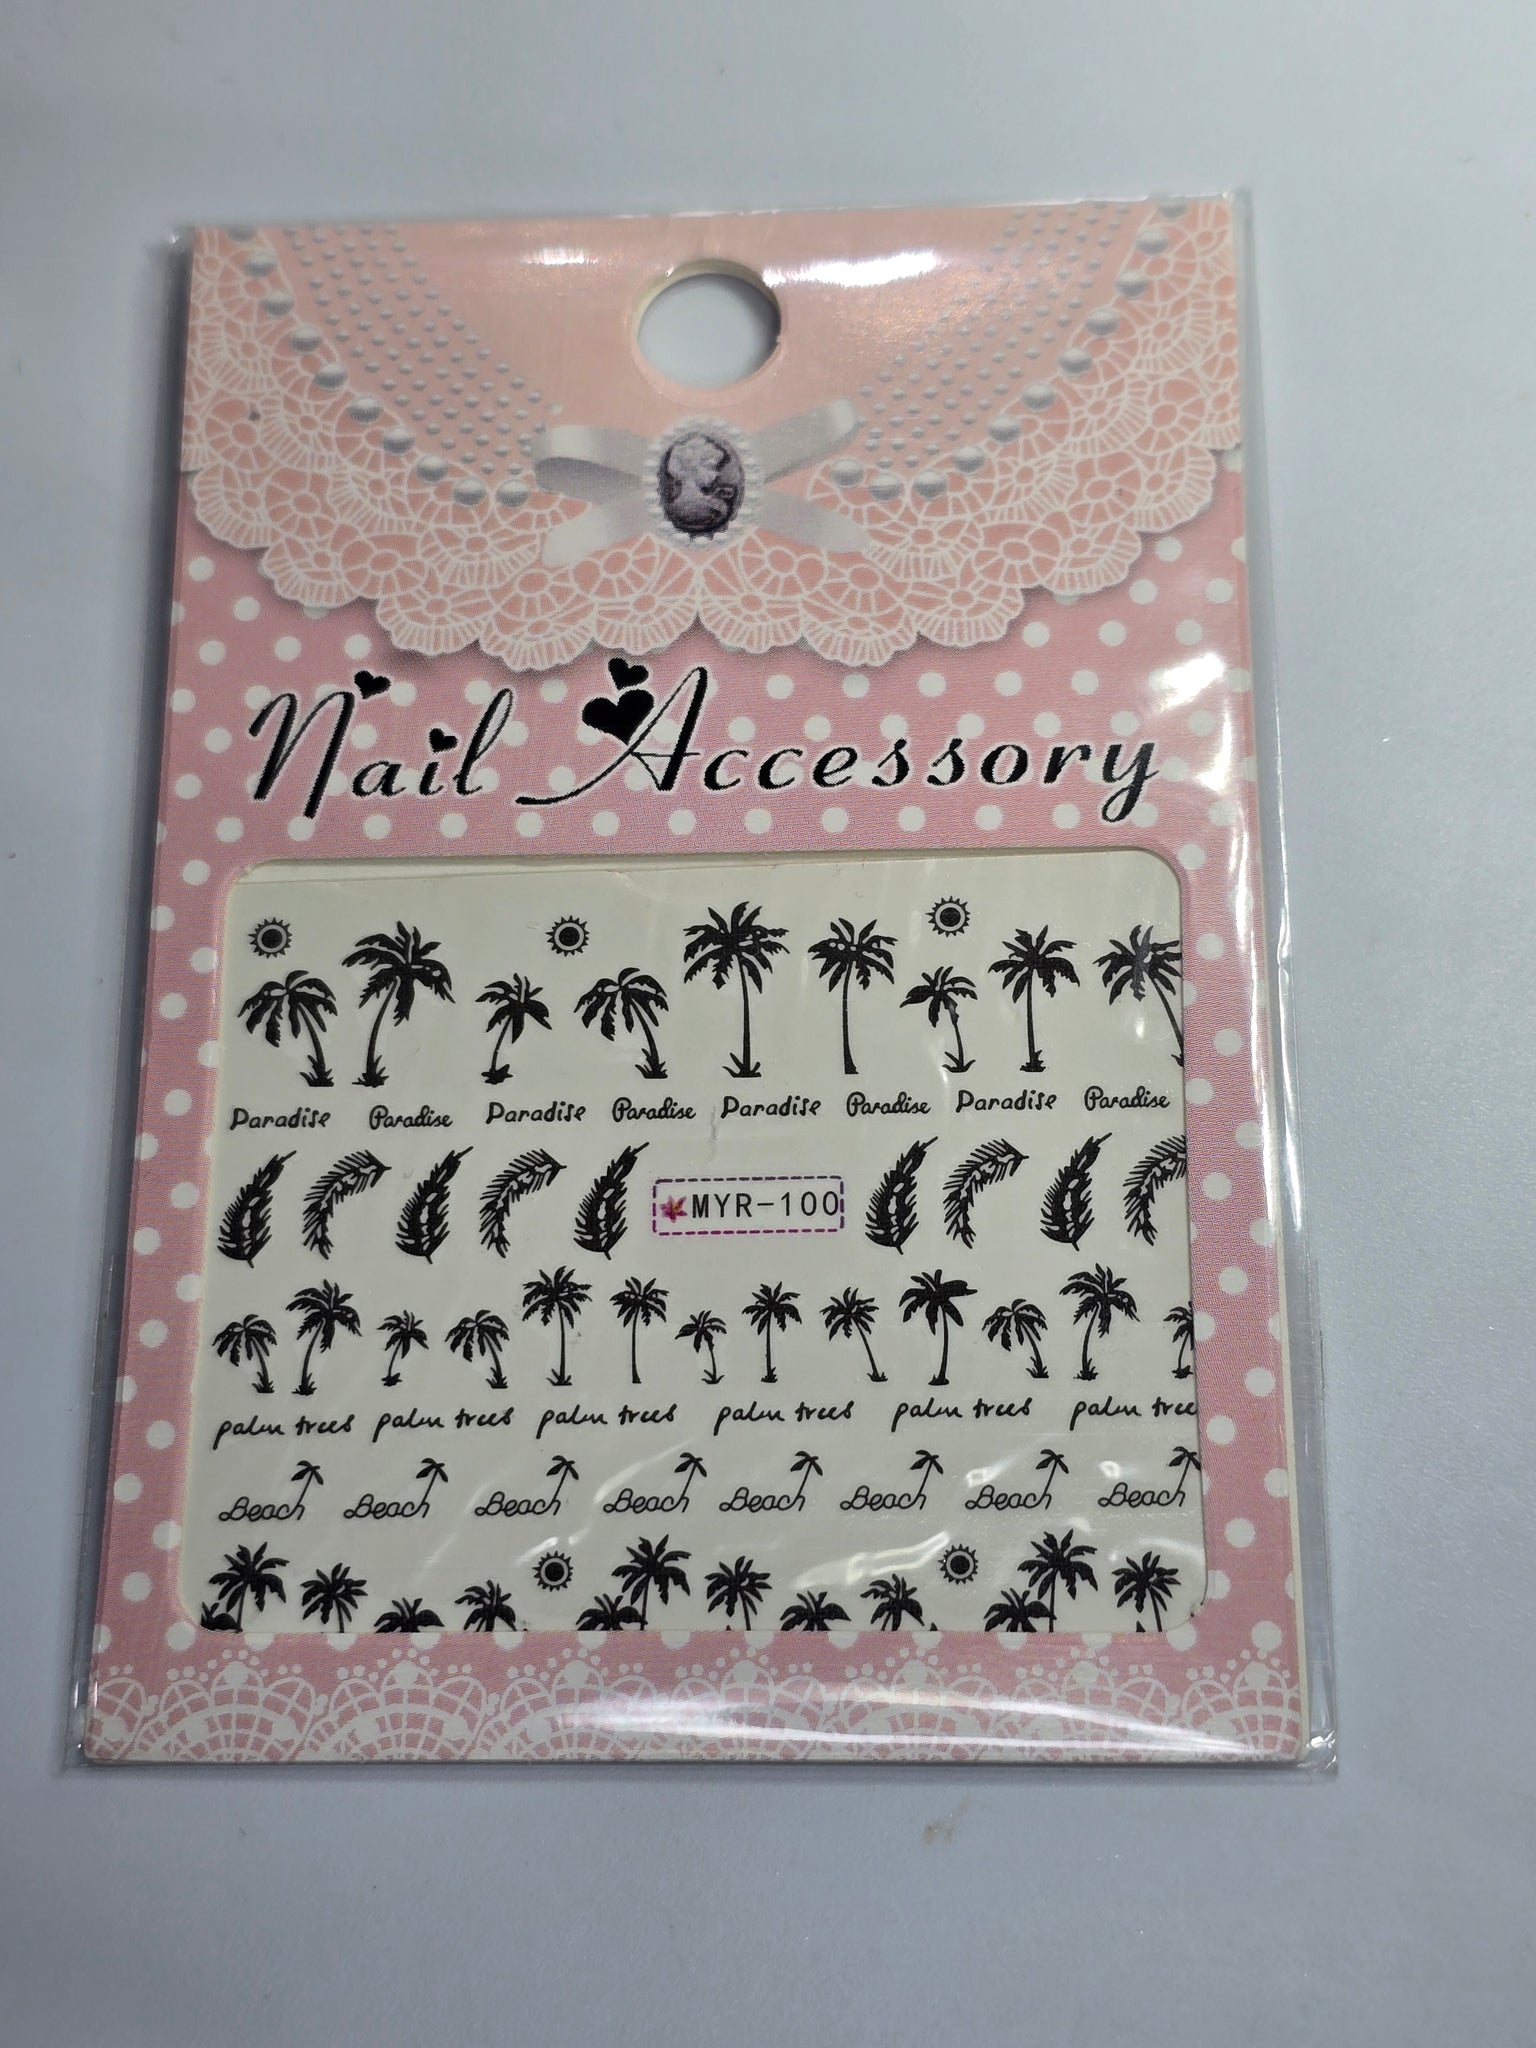 Nail Accessory
Paradise Paradise Paradise Paradise Paradise Paradise Paradise Paradise
MYR-100
palm trees palm trees palm trees palm trees palm trees palm tree
Beach Beach Beach Beach Beach Beach Beach Beach